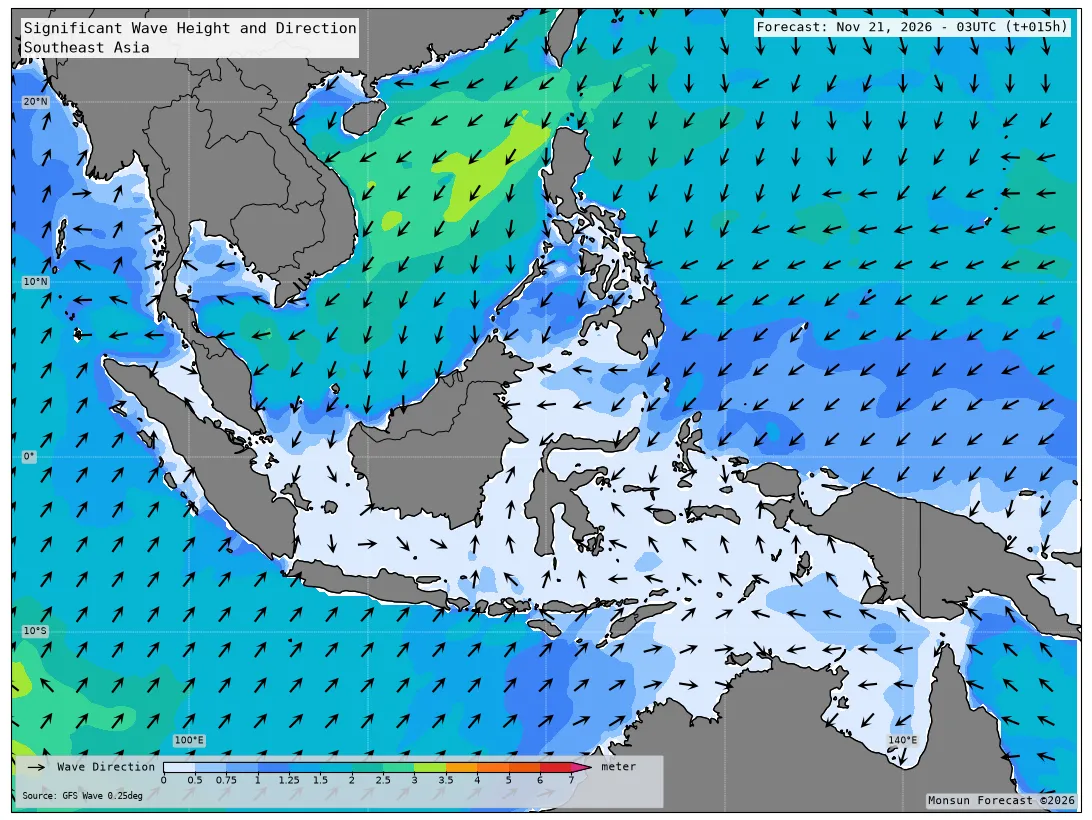 Significant Wave Height and Direction
Southeast Asia
Forecast: Nov 21, 2026 - 03UTC (t+015h)
20°N
10°N
0°
10°S
100°E
140°E
Wave Direction
0 0.5 0.75 1 1.25 1.5 2 2.5 3 3.5 4 5 6 7
meter
Source: GFS Wave 0.25deg
Monsun Forecast ©2026